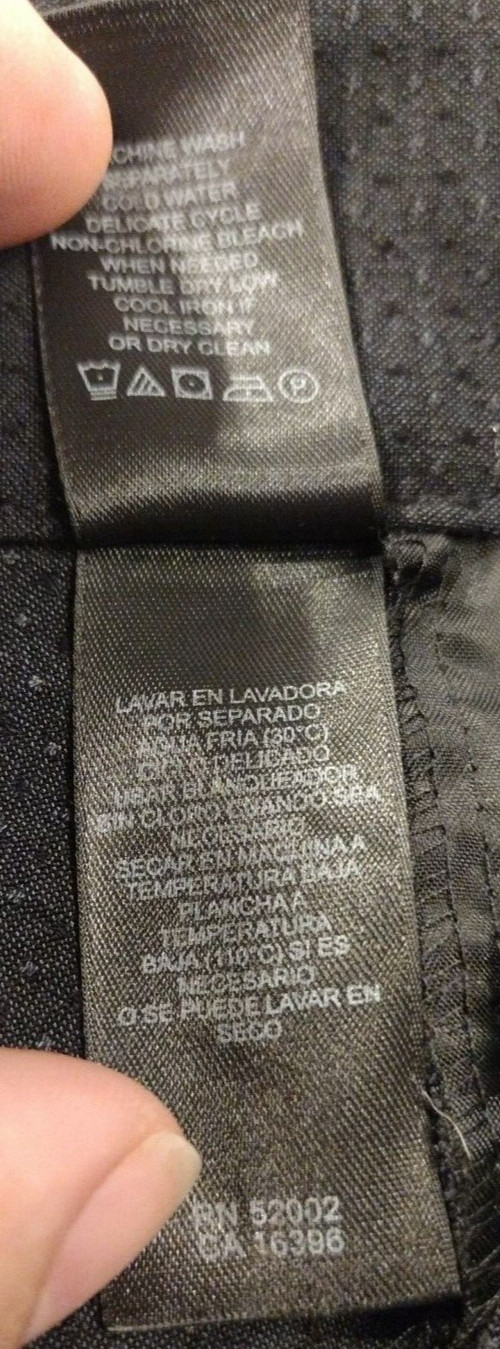 CHINE WASH
SEPARATELY
COLD WATER
DELICATE CYCLE
NON-CHLORINE BLEACH
WHEN NEEDED
TUMBLE DRY LOW
COOL IRON IF
NECESSARY
OR DRY CLEAN
P
LAVAR EN LAVADORA
POR SEPARADO
AGUA FRIA (30°C)
CICLO DELICADO
USAR BLANQUEADOR
SIN CLORO CUANDO SEA
NECESARIO
SECAR EN MAQUINA A
TEMPERATURA BAJA
PLANCHA A
TEMPERATURA
BAJA (110°C) SI ES
NECESARIO
O SE PUEDE LAVAR EN
SECO
RN 52002
CA 16396